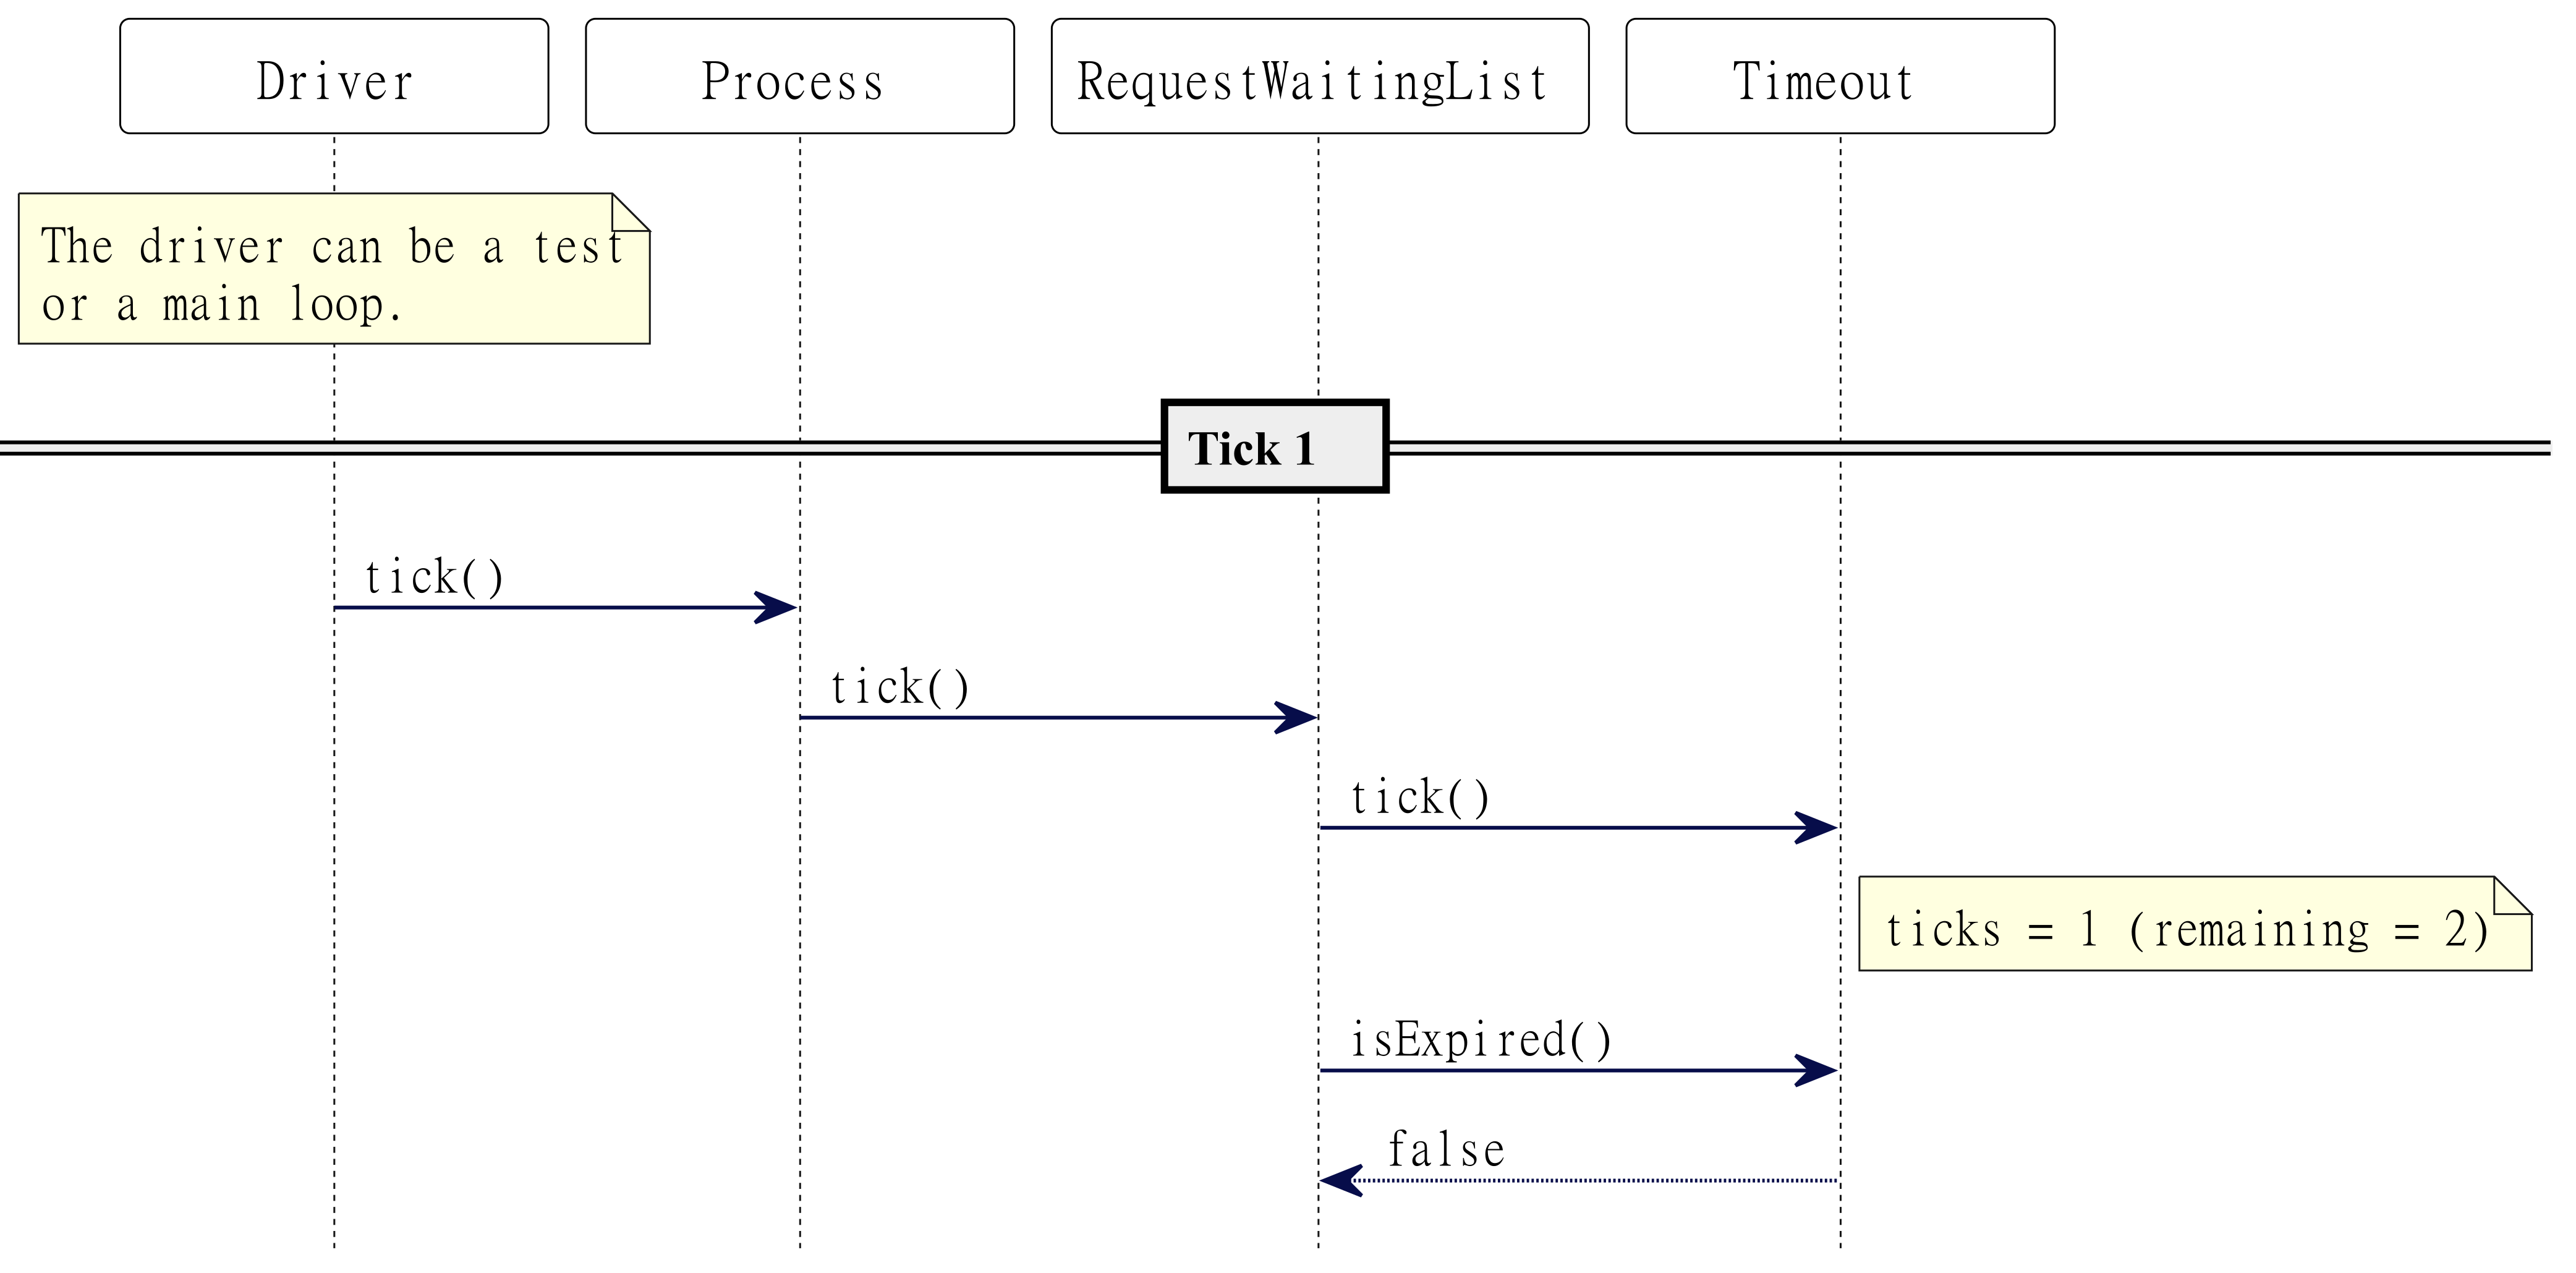 Driver
Process
RequestWaitingList
Timeout
The driver can be a test
or a main loop.
Tick 1
tick()
tick()
tick()
ticks = 1 (remaining = 2)
isExpired()
false